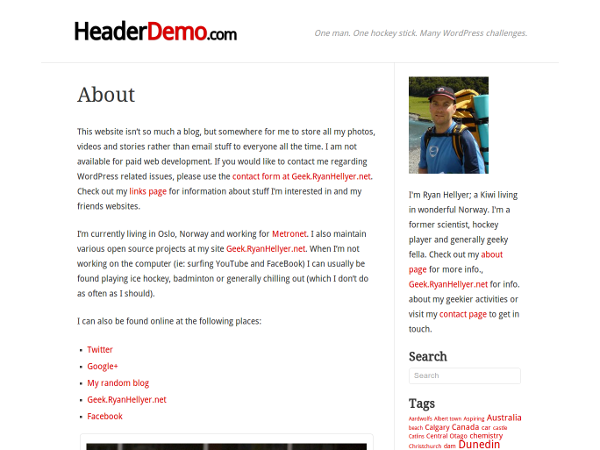 HeaderDemo.com
One man. One hockey stick. Many WordPress challenges.
About
This website isn't so much a blog, but somewhere for me to store all my photos,
videos and stories rather than email stuff to everyone all the time. I am not
available for paid web development. If you would like to contact me regarding
WordPress related issues, please use the contact form at Geek.RyanHellyer.net.
Check out my links page for information about stuff I'm interested in and my
friends websites.
I'm currently living in Oslo, Norway and working for Metronet. I also maintain
various open source projects at my site Geek.RyanHellyer.net. When I'm not
working on the computer (ie: surfing YouTube and FaceBook) I can usually be
found playing ice hockey, badminton or generally chilling out (which I don't do
as often as I should).
I can also be found online at the following places:
Twitter
Google+
My random blog
Geek.RyanHellyer.net
Facebook
I'm Ryan Hellyer; a Kiwi living
in wonderful Norway. I'm a
former scientist, hockey
player and generally geeky
fella. Check out my about
page for more info.,
Geek.RyanHellyer.net for info.
about my geekier activities or
visit my contact page to get in
touch.
Search
Search
Tags
Aardwolfs Albert town Aspiring Australia
beach Calgary Canada car castle
Catlins Central Otago chemistry
Christchurch dam Dunedin